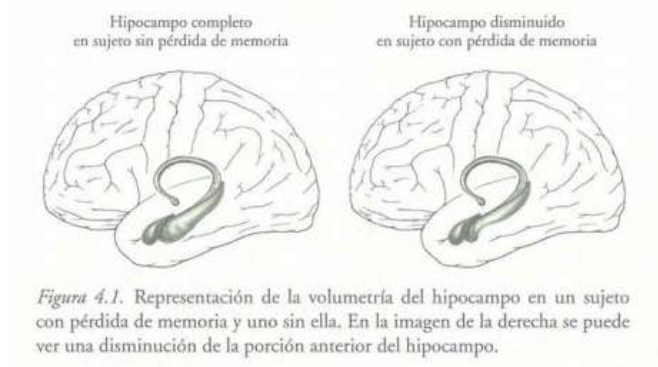 Hipocampo completo
en sujeto sin pérdida de memoria
Hipocampo disminuido
en sujeto con pérdida de memoria
Figura 4.1. Representación de la volumetría del hipocampo en un sujeto
con pérdida de memoria y uno sin ella. En la imagen de la derecha se puede
ver una disminución de la porción anterior del hipocampo.